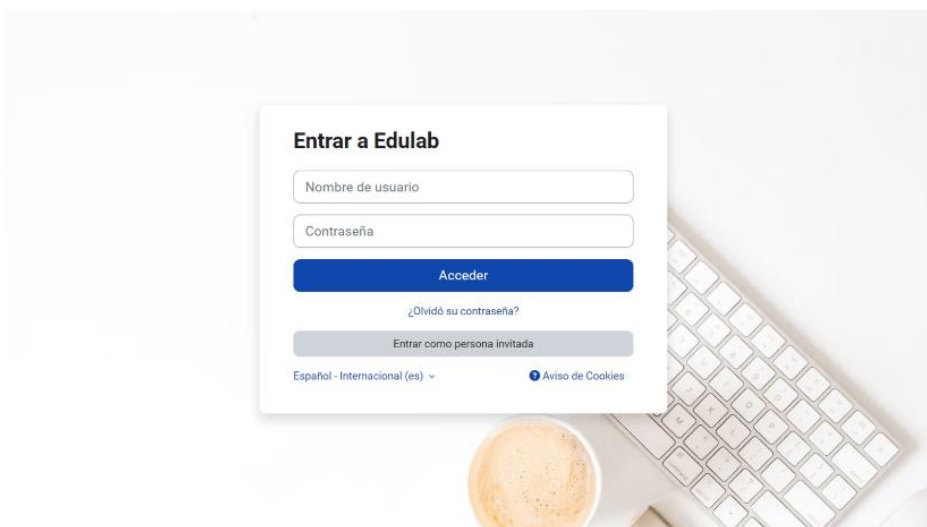 Entrar a Edulab
Nombre de usuario
Contraseña
Acceder
¿Olvidó su contraseña?
Entrar como persona invitada
Español - Internacional (es)
Aviso de Cookies